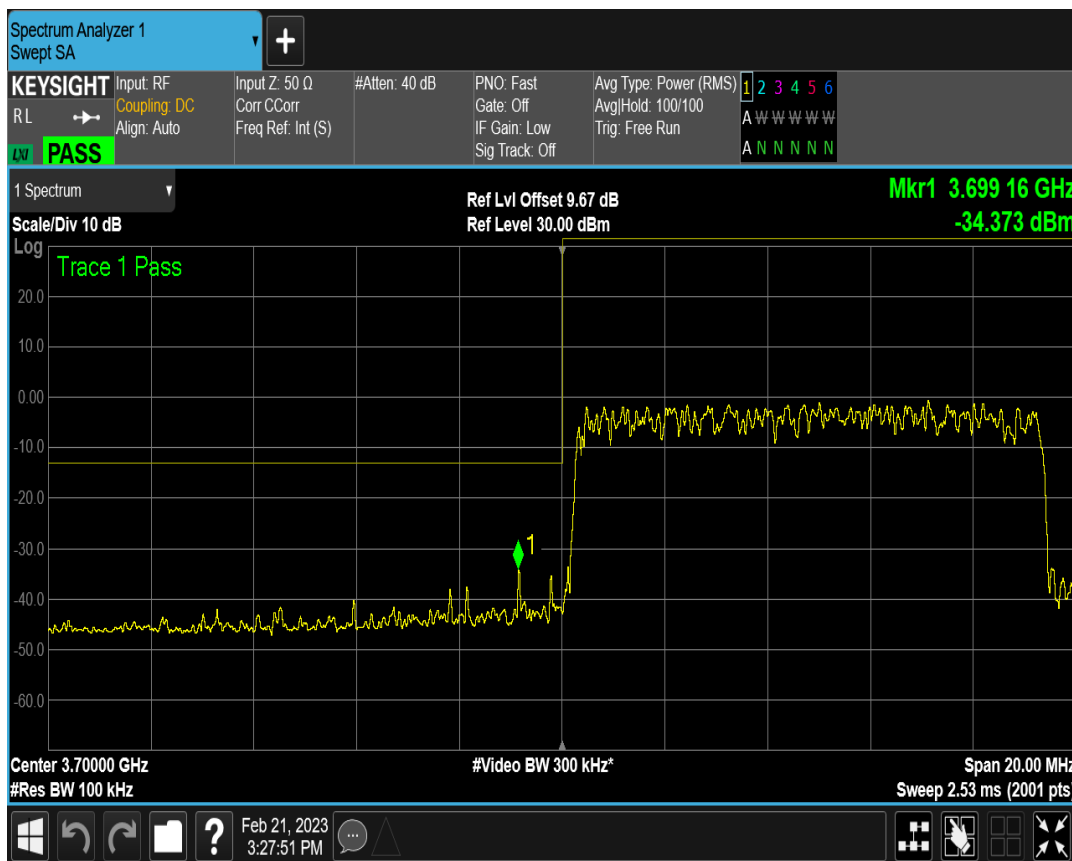 Spectrum Analyzer 1
Swept SA
+
KEYSIGHT
RL
LXI PASS
Input: RF
Coupling: DC
Align: Auto
Input Z: 50 Ω
Corr CCorr
Freq Ref: Int (S)
#Atten: 40 dB
PNO: Fast
Gate: Off
IF Gain: Low
Sig Track: Off
Avg Type: Power (RMS)
Avg|Hold: 100/100
Trig: Free Run
1 2 3 4 5 6
A W W W W W
A N N N N N
1 Spectrum
Scale/Div 10 dB
Ref Lvl Offset 9.67 dB
Ref Level 30.00 dBm
Mkr1 3.699 16 GHz
-34.373 dBm
Log
Trace 1 Pass
20.0
10.0
0.00
-10.0
-20.0
-30.0
-40.0
-50.0
-60.0
1
Center 3.70000 GHz
#Res BW 100 kHz
#Video BW 300 kHz*
Span 20.00 MHz
Sweep 2.53 ms (2001 pts)
?
Feb 21, 2023
3:27:51 PM